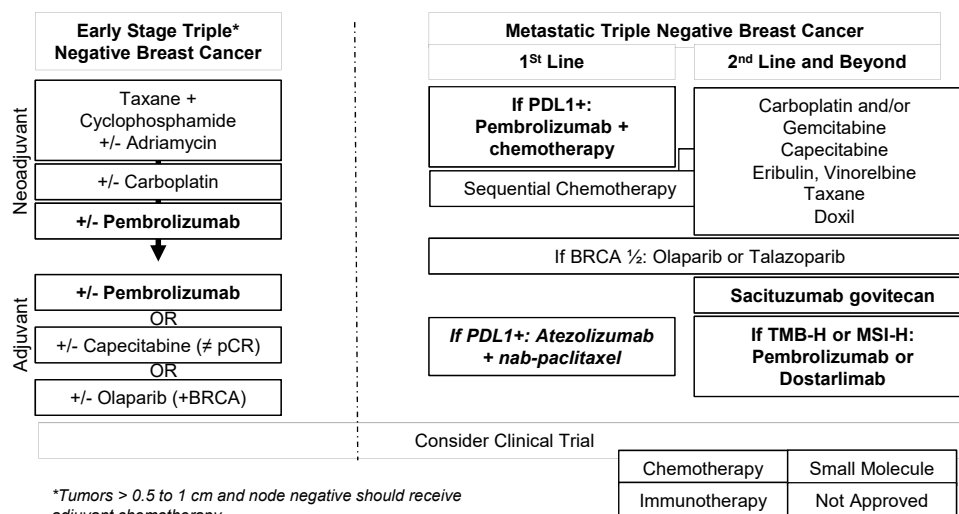 Early Stage Triple*
Negative Breast Cancer
Neoadjuvant
Taxane +
Cyclophosphamide
+/- Adriamycin
+/- Carboplatin
+/- Pembrolizumab
Adjuvant
+/- Pembrolizumab
OR
+/- Capecitabine (≠ pCR)
OR
+/- Olaparib (+BRCA)
Metastatic Triple Negative Breast Cancer
1St Line
2nd Line and Beyond
If PDL1+:
Pembrolizumab +
chemotherapy
Sequential Chemotherapy
Carboplatin and/or
Gemcitabine
Capecitabine
Eribulin, Vinorelbine
Taxane
Doxil
If BRCA ½: Olaparib or Talazoparib
Sacituzumab govitecan
If PDL1+: Atezolizumab
+ nab-paclitaxel
If TMB-H or MSI-H:
Pembrolizumab or
Dostarlimab
Consider Clinical Trial
Chemotherapy
Small Molecule
Immunotherapy
Not Approved
*Tumors > 0.5 to 1 cm and node negative should receive
adjuvant chemotherapy